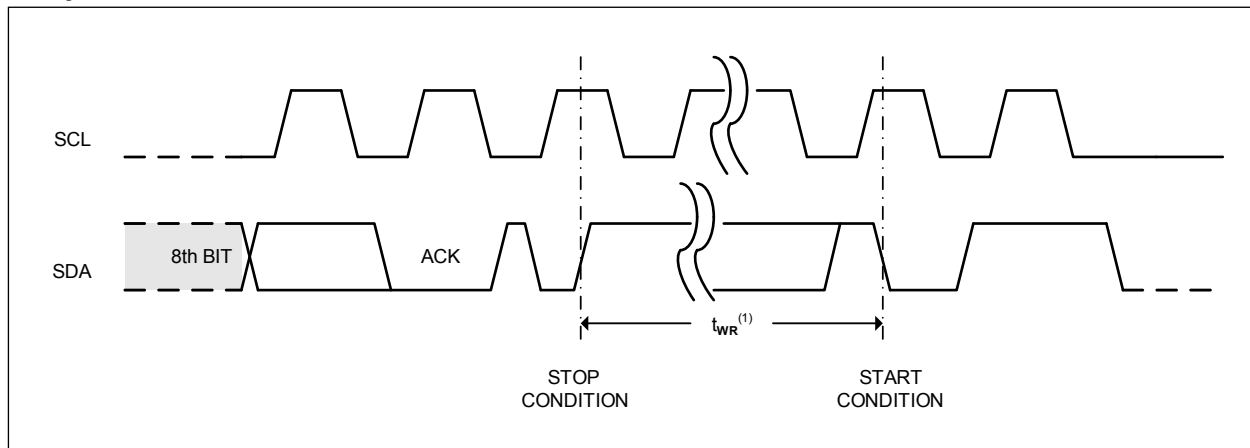 SCL
8th BIT
ACK
SDA
tWR(1)
STOP
CONDITION
START
CONDITION